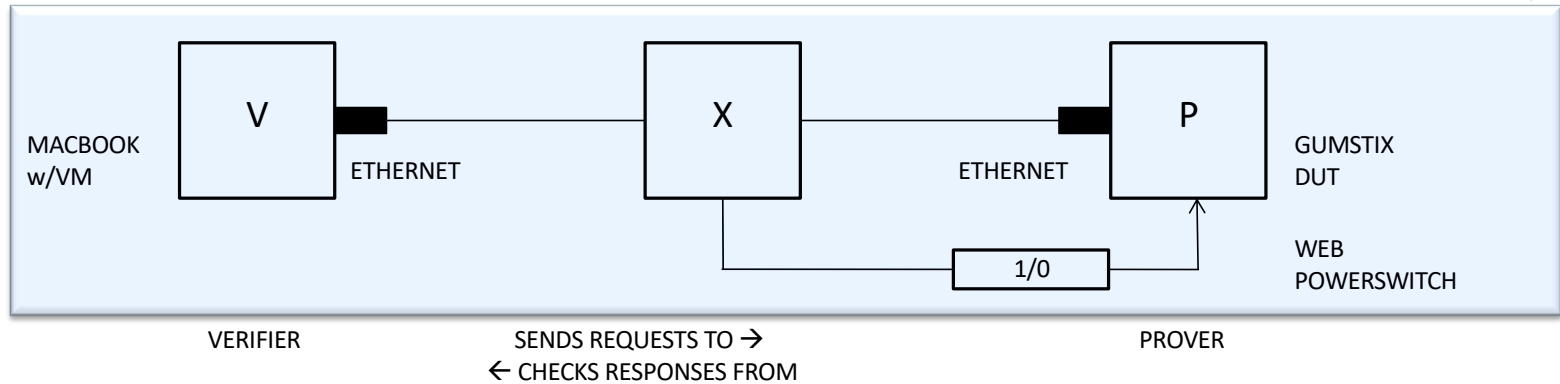 V
X
P
MACBOOK
w/VM
ETHERNET
ETHERNET
GUMSTIX
DUT
1/0
WEB
POWERSWITCH
VERIFIER
SENDS REQUESTS TO →
← CHECKS RESPONSES FROM
PROVER